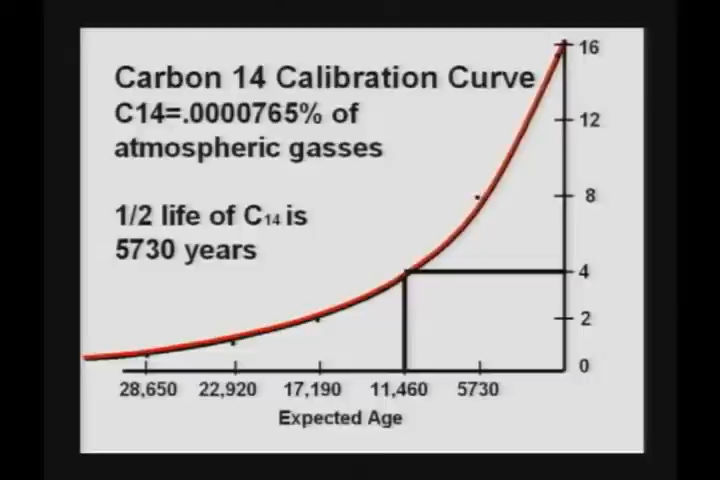 Carbon 14 Calibration Curve
C14=.0000765% of
atmospheric gasses
1/2 life of C14 is
5730 years
16
12
8
4
2
0
28,650 22,920 17,190 11,460 5730
Expected Age